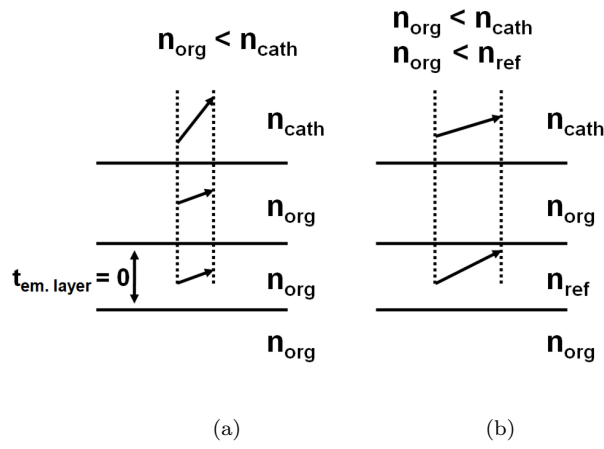 n_org < n_cath
n_cath
n_org
t_em. layer = 0
n_org
n_org
(a)
n_org < n_cath
n_org < n_ref
n_cath
n_org
n_ref
n_org
(b)